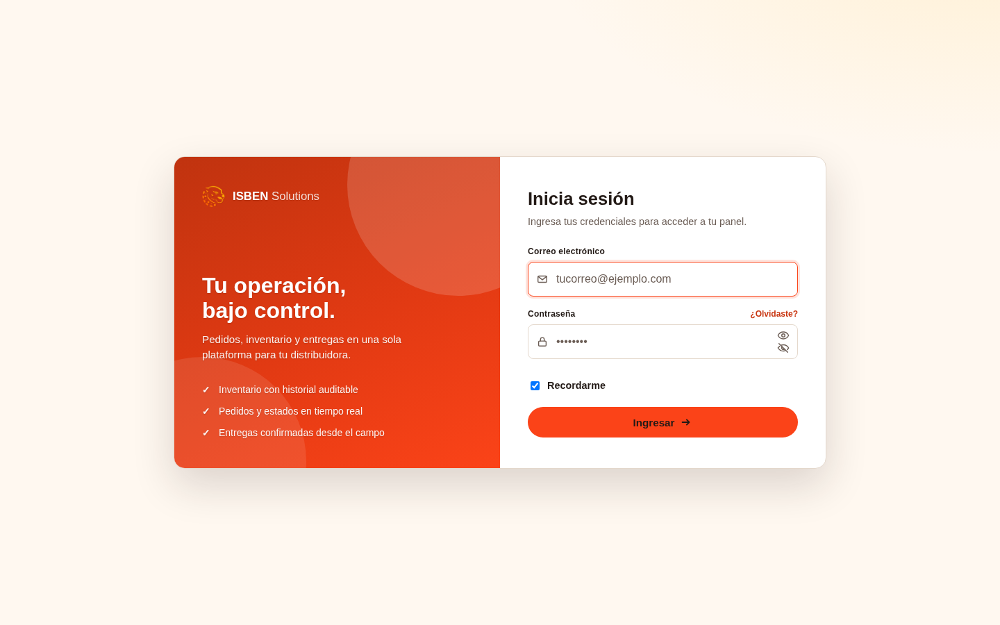 ISBEN Solutions
Tu operación,
bajo control.
Pedidos, inventario y entregas en una sola
plataforma para tu distribuidora.
✓ Inventario con historial auditable
✓ Pedidos y estados en tiempo real
✓ Entregas confirmadas desde el campo
Inicia sesión
Ingresa tus credenciales para acceder a tu panel.
Correo electrónico
tucorreo@ejemplo.com
Contraseña ¿Olvidaste?
••••••••
Recordarme
Ingresar →